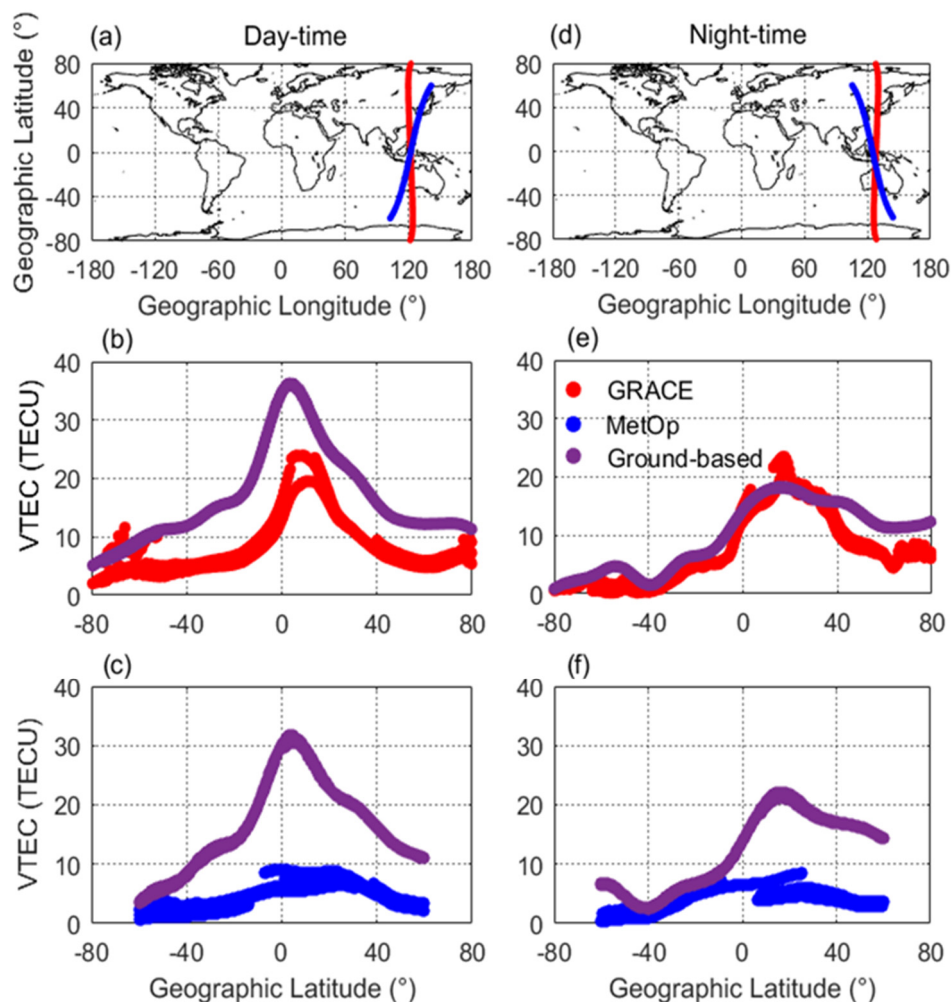 (a) Day-time
(d) Night-time
Geographic Latitude (°)
80
40
0
-40
-80
-180 -120 -60 0 60 120 180
-180 -120 -60 0 60 120 180
Geographic Longitude (°)
Geographic Longitude (°)
(b)
(e)
VTEC (TECU)
40
30
20
10
0
-80 -40 0 40 80
40
30
20
10
0
GRACE
MetOp
Ground-based
-80 -40 0 40 80
(c)
(f)
VTEC (TECU)
40
30
20
10
0
-80 -40 0 40 80
Geographic Latitude (°)
40
30
20
10
0
-80 -40 0 40 80
Geographic Latitude (°)
80
40
0
-40
-80